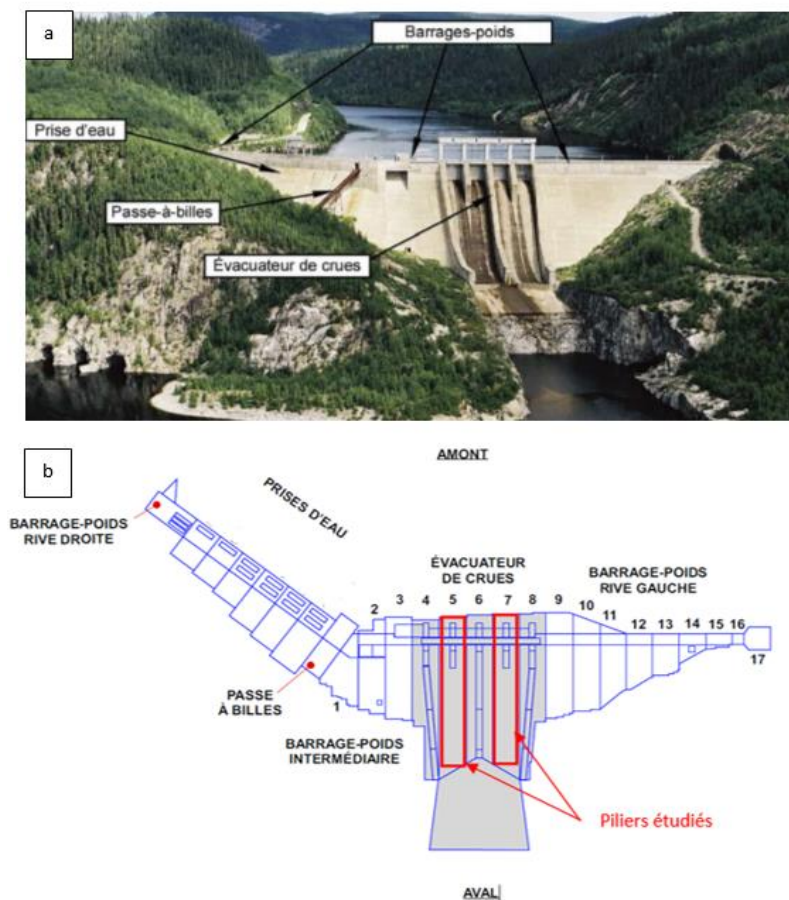 a
Barrages-poids
Prise d'eau
Passe-à-billes
Évacuateur de crues
b
AMONT
PRISES D'EAU
BARRAGE-POIDS
RIVE DROITE
ÉVACUATEUR
DE CRUES
BARRAGE-POIDS
RIVE GAUCHE
2
3
4
5
6
7
8
9
10
11
12
13
14
15
16
17
PASSE
À BILLES
1
BARRAGE-POIDS
INTERMÉDIAIRE
Piliers étudiés
AVAL